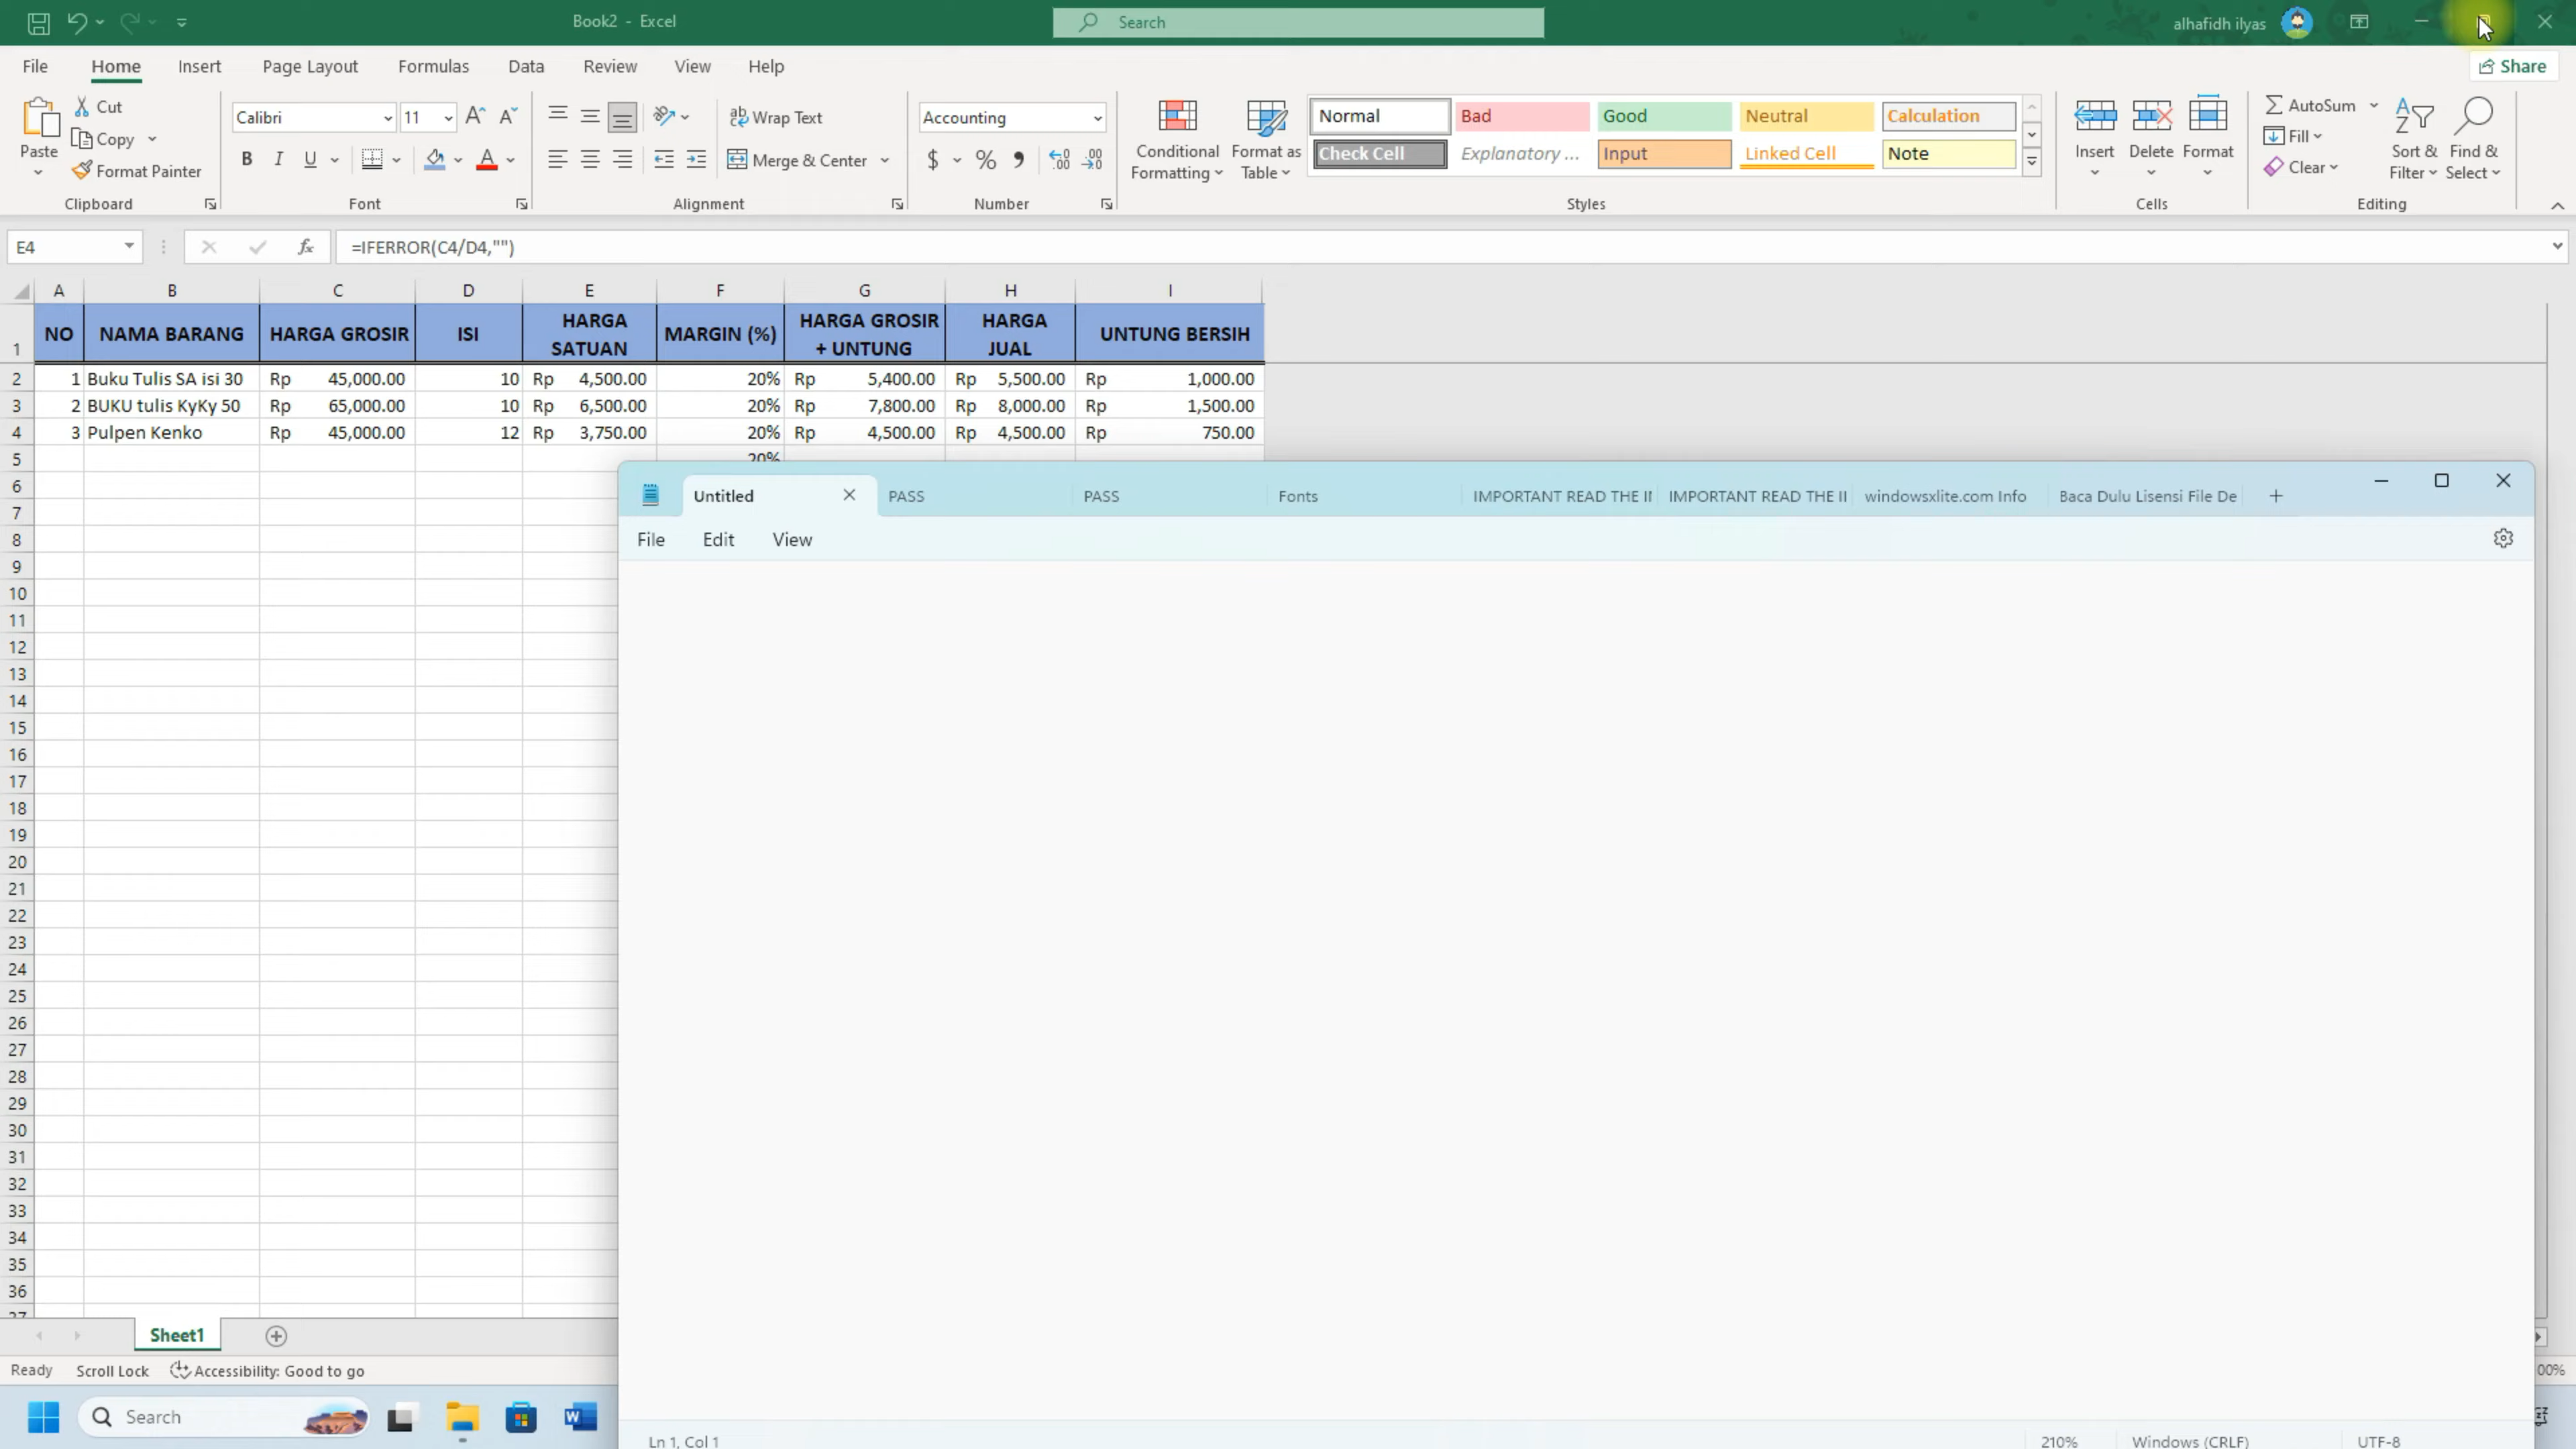 Book2 - Excel
Search
alhafidh ilyas
File Home Insert Page Layout Formulas Data Review View Help
Share
Paste
Cut
Copy
Format Painter
Clipboard
Calibri 11
B I U
Font
Wrap Text
Merge & Center
Alignment
Accounting
$ % ,
Number
Conditional Formatting
Format as Table
Normal Bad Good Neutral Calculation
Check Cell Explanatory ... Input Linked Cell Note
Styles
Insert Delete Format
Cells
AutoSum
Fill
Clear
Sort & Filter
Find & Select
Editing
E4 fx =IFERROR(C4/D4,"")
A B C D E F G H I
1 NO NAMA BARANG HARGA GROSIR ISI HARGA SATUAN MARGIN (%) HARGA GROSIR + UNTUNG HARGA JUAL UNTUNG BERSIH
2 1 Buku Tulis SA isi 30 Rp 45,000.00 10 Rp 4,500.00 20% Rp 5,400.00 Rp 5,500.00 Rp 1,000.00
3 2 BUKU tulis KyKy 50 Rp 65,000.00 10 Rp 6,500.00 20% Rp 7,800.00 Rp 8,000.00 Rp 1,500.00
4 3 Pulpen Kenko Rp 45,000.00 12 Rp 3,750.00 20% Rp 4,500.00 Rp 4,500.00 Rp 750.00
5 20%
6
7
8
9
10
11
12
13
14
15
16
17
18
19
20
21
22
23
24
25
26
27
28
29
30
31
32
33
34
35
36
37
Untitled PASS PASS Fonts IMPORTANT READ THE IMPORTANT READ THE windowsxlite.com Info Baca Dulu Lisensi File De
File Edit View
Ln 1, Col 1 210% Windows (CRLF) UTF-8
Sheet1
Ready Scroll Lock Accessibility: Good to go
00%
Search